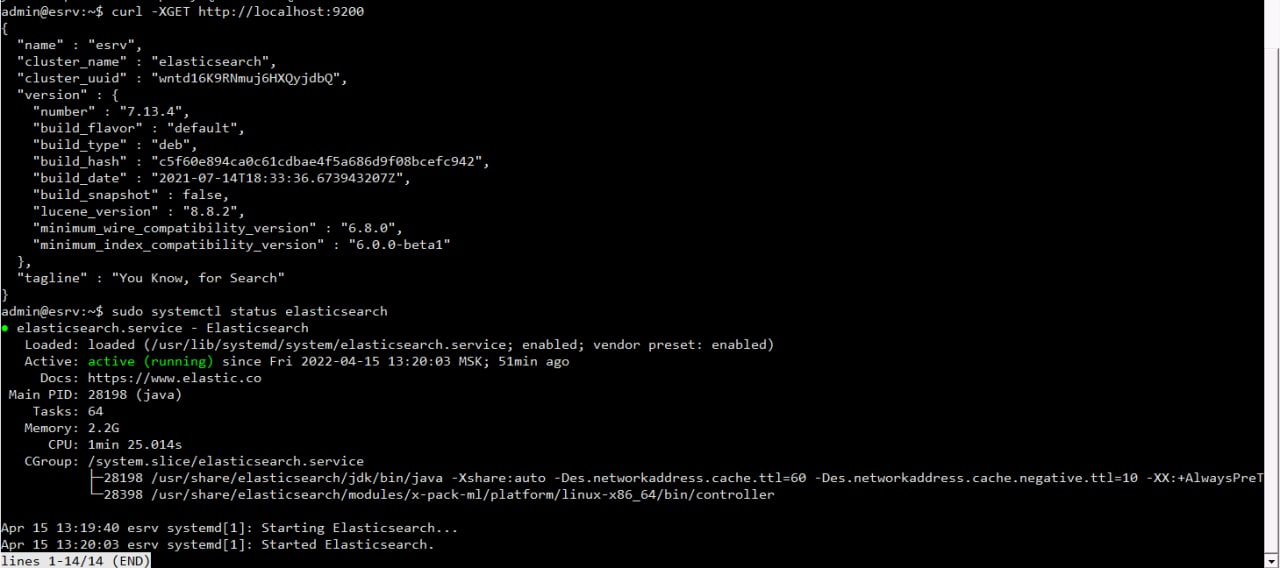 admin@esrv:~$ curl -XGET http://localhost:9200
{
  "name" : "esrv",
  "cluster_name" : "elasticsearch",
  "cluster_uuid" : "wntd16K9RNmuj6HXQyjdbQ",
  "version" : {
    "number" : "7.13.4",
    "build_flavor" : "default",
    "build_type" : "deb",
    "build_hash" : "c5f60e894ca0c61cdbae4f5a686d9f08bcefc942",
    "build_date" : "2021-07-14T18:33:36.673943207Z",
    "build_snapshot" : false,
    "lucene_version" : "8.8.2",
    "minimum_wire_compatibility_version" : "6.8.0",
    "minimum_index_compatibility_version" : "6.0.0-beta1"
  },
  "tagline" : "You Know, for Search"
}
admin@esrv:~$ sudo systemctl status elasticsearch
● elasticsearch.service - Elasticsearch
   Loaded: loaded (/usr/lib/systemd/system/elasticsearch.service; enabled; vendor preset: enabled)
   Active: active (running) since Fri 2022-04-15 13:20:03 MSK; 51min ago
     Docs: https://www.elastic.co
 Main PID: 28198 (java)
    Tasks: 64
   Memory: 2.2G
      CPU: 1min 25.014s
   CGroup: /system.slice/elasticsearch.service
           ├─28198 /usr/share/elasticsearch/jdk/bin/java -Xshare:auto -Des.networkaddress.cache.ttl=60 -Des.networkaddress.cache.negative.ttl=10 -XX:+AlwaysPreT
           └─28398 /usr/share/elasticsearch/modules/x-pack-ml/platform/linux-x86_64/bin/controller
Apr 15 13:19:40 esrv systemd[1]: Starting Elasticsearch...
Apr 15 13:20:03 esrv systemd[1]: Started Elasticsearch.
lines 1-14/14 (END)